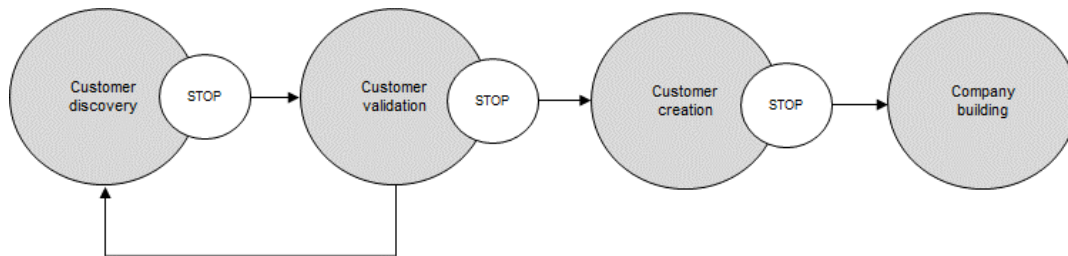 Customer
discovery
STOP
Customer
validation
STOP
Customer
creation
STOP
Company
building